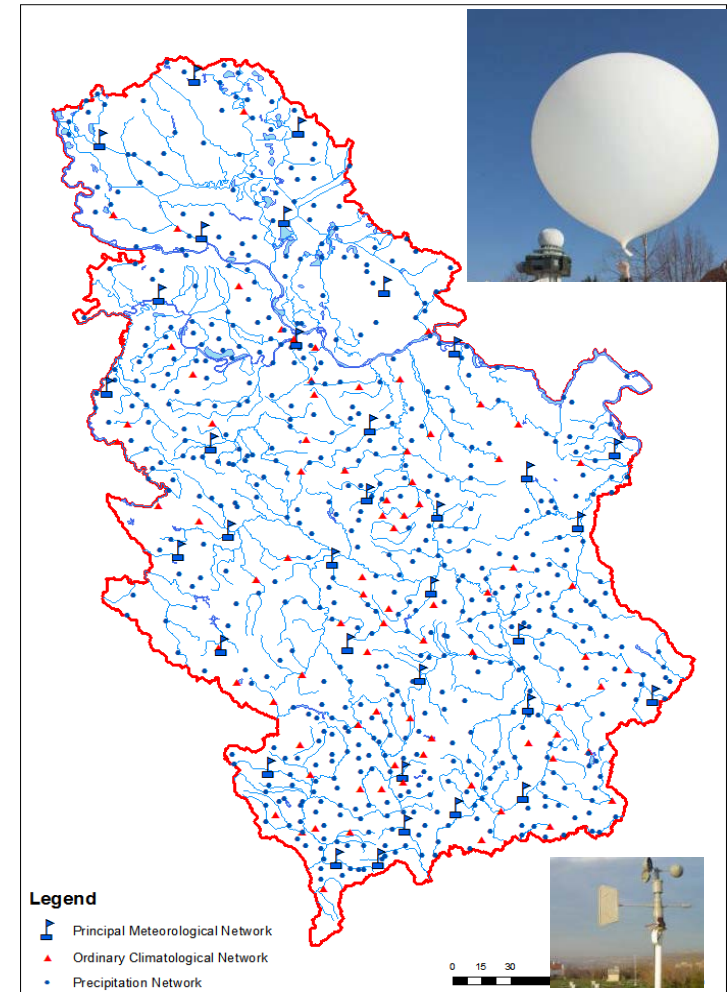 Legend
Principal Meteorological Network
Ordinary Climatological Network
Precipitation Network
0 15 30